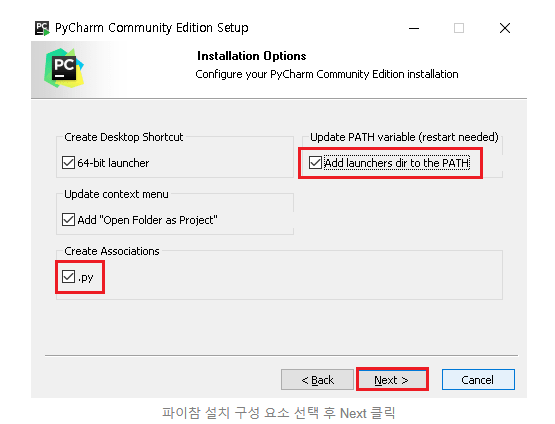 PC
PyCharm Community Edition Setup
PC
Installation Options
Configure your PyCharm Community Edition installation
Create Desktop Shortcut
64-bit launcher
Update PATH variable (restart needed)
Add launchers dir to the PATH
Update context menu
Add "Open Folder as Project"
Create Associations
.py
< Back
Next >
Cancel
파이참 설치 구성 요소 선택 후 Next 클릭